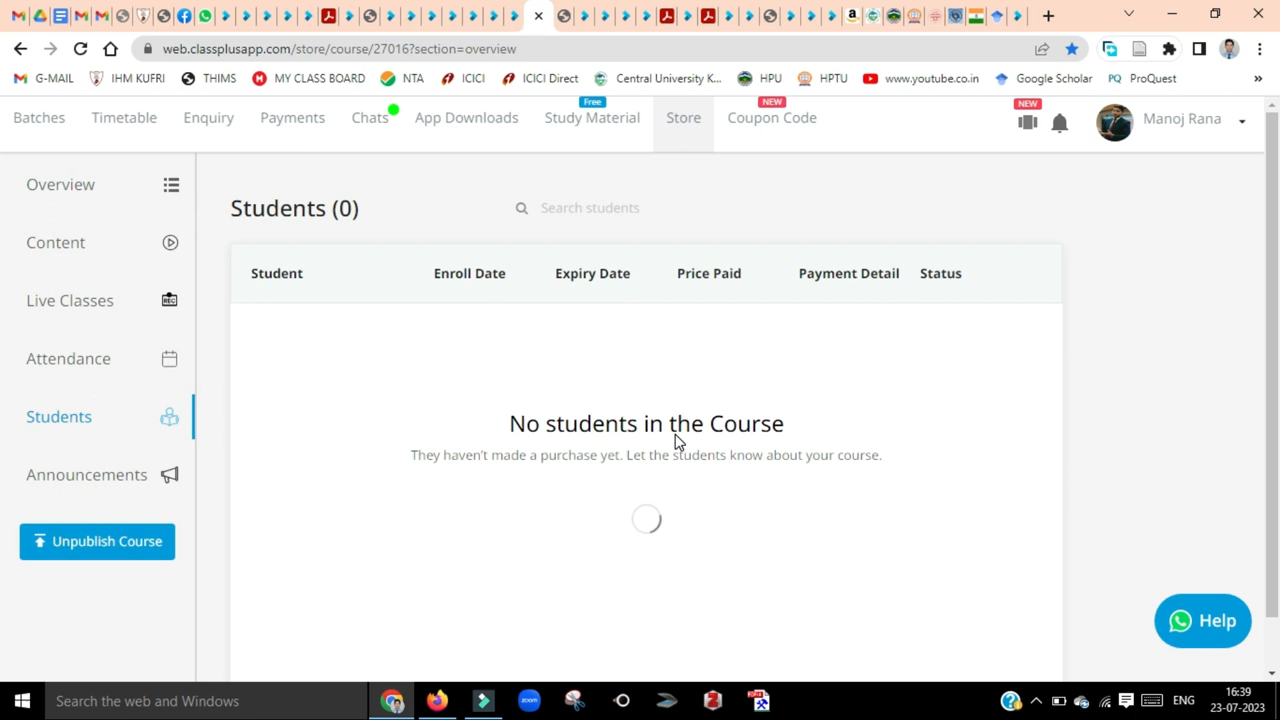 web.classplusapp.com/store/course/27016?section=overview
G-MAIL IHM KUFRI THIMS MY CLASS BOARD NTA ICICI ICICI Direct Central University K... HPU HPTU www.youtube.co.in Google Scholar PQ ProQuest »
Free NEW NEW
Batches Timetable Enquiry Payments Chats App Downloads Study Material Store Coupon Code Manoj Rana
Overview
Students (0) Search students
Content
Student Enroll Date Expiry Date Price Paid Payment Detail Status
Live Classes REC
Attendance
Students
No students in the Course
They haven't made a purchase yet. Let the students know about your course.
Announcements
Unpublish Course
Help
Search the web and Windows zoom ENG 16:39
23-07-2023